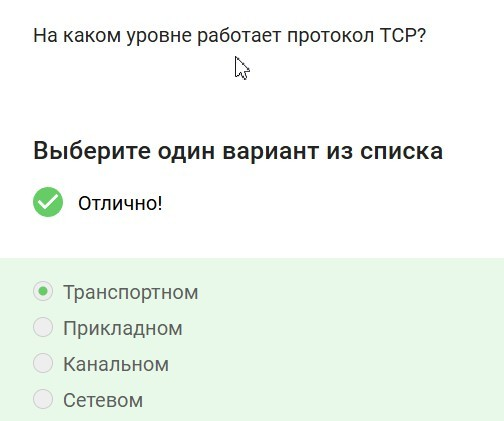 На каком уровне работает протокол TCP?
Выберите один вариант из списка
Отлично!
Транспортном
Прикладном
Канальном
Сетевом